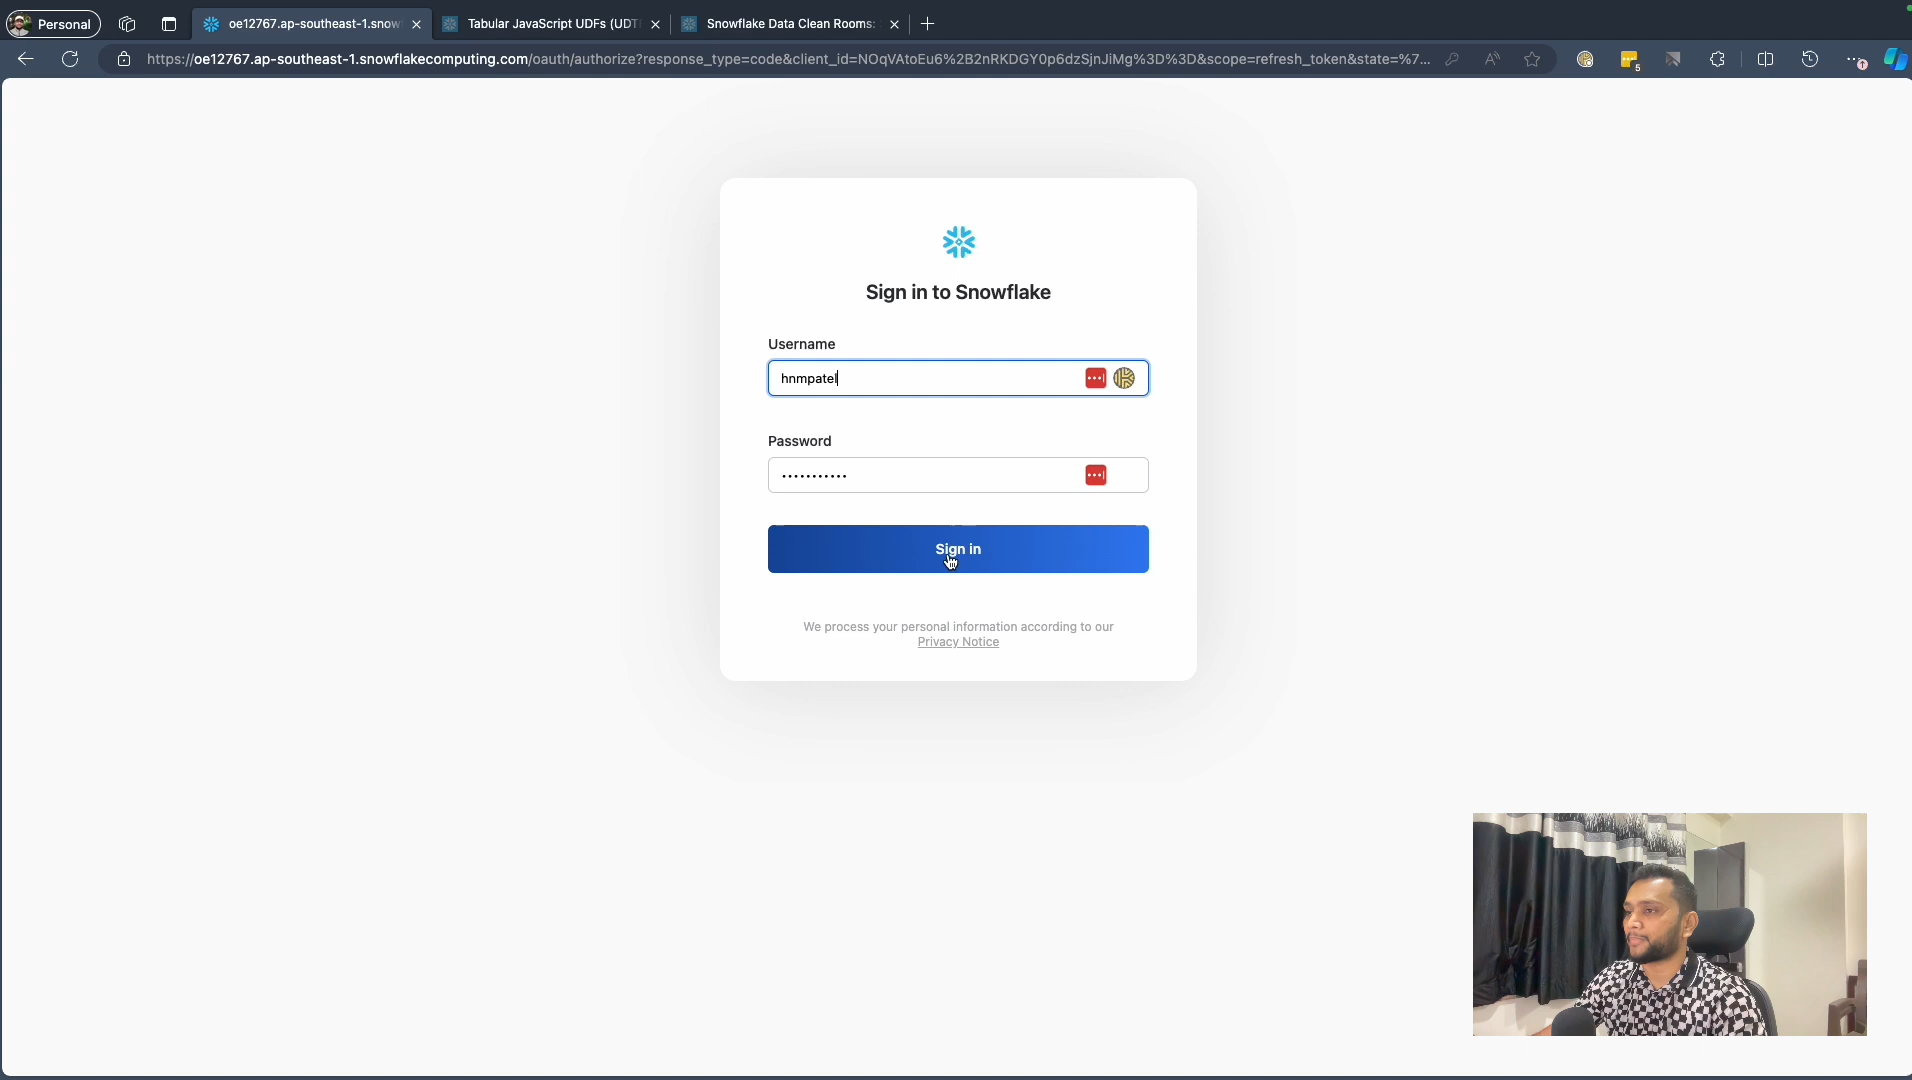 Personal
oe12767.ap-southeast-1.snow
Tabular JavaScript UDFs (UDT
Snowflake Data Clean Rooms:
https://oe12767.ap-southeast-1.snowflakecomputing.com/oauth/authorize?response_type=code&client_id=NOqVAtoEu6%2B2nRKDGY0p6dzSjnJiMg%3D%3D&scope=refresh_token&state=%7...
5
Sign in to Snowflake
Username
hnmpatel
Password
Sign in
We process your personal information according to our
Privacy Notice